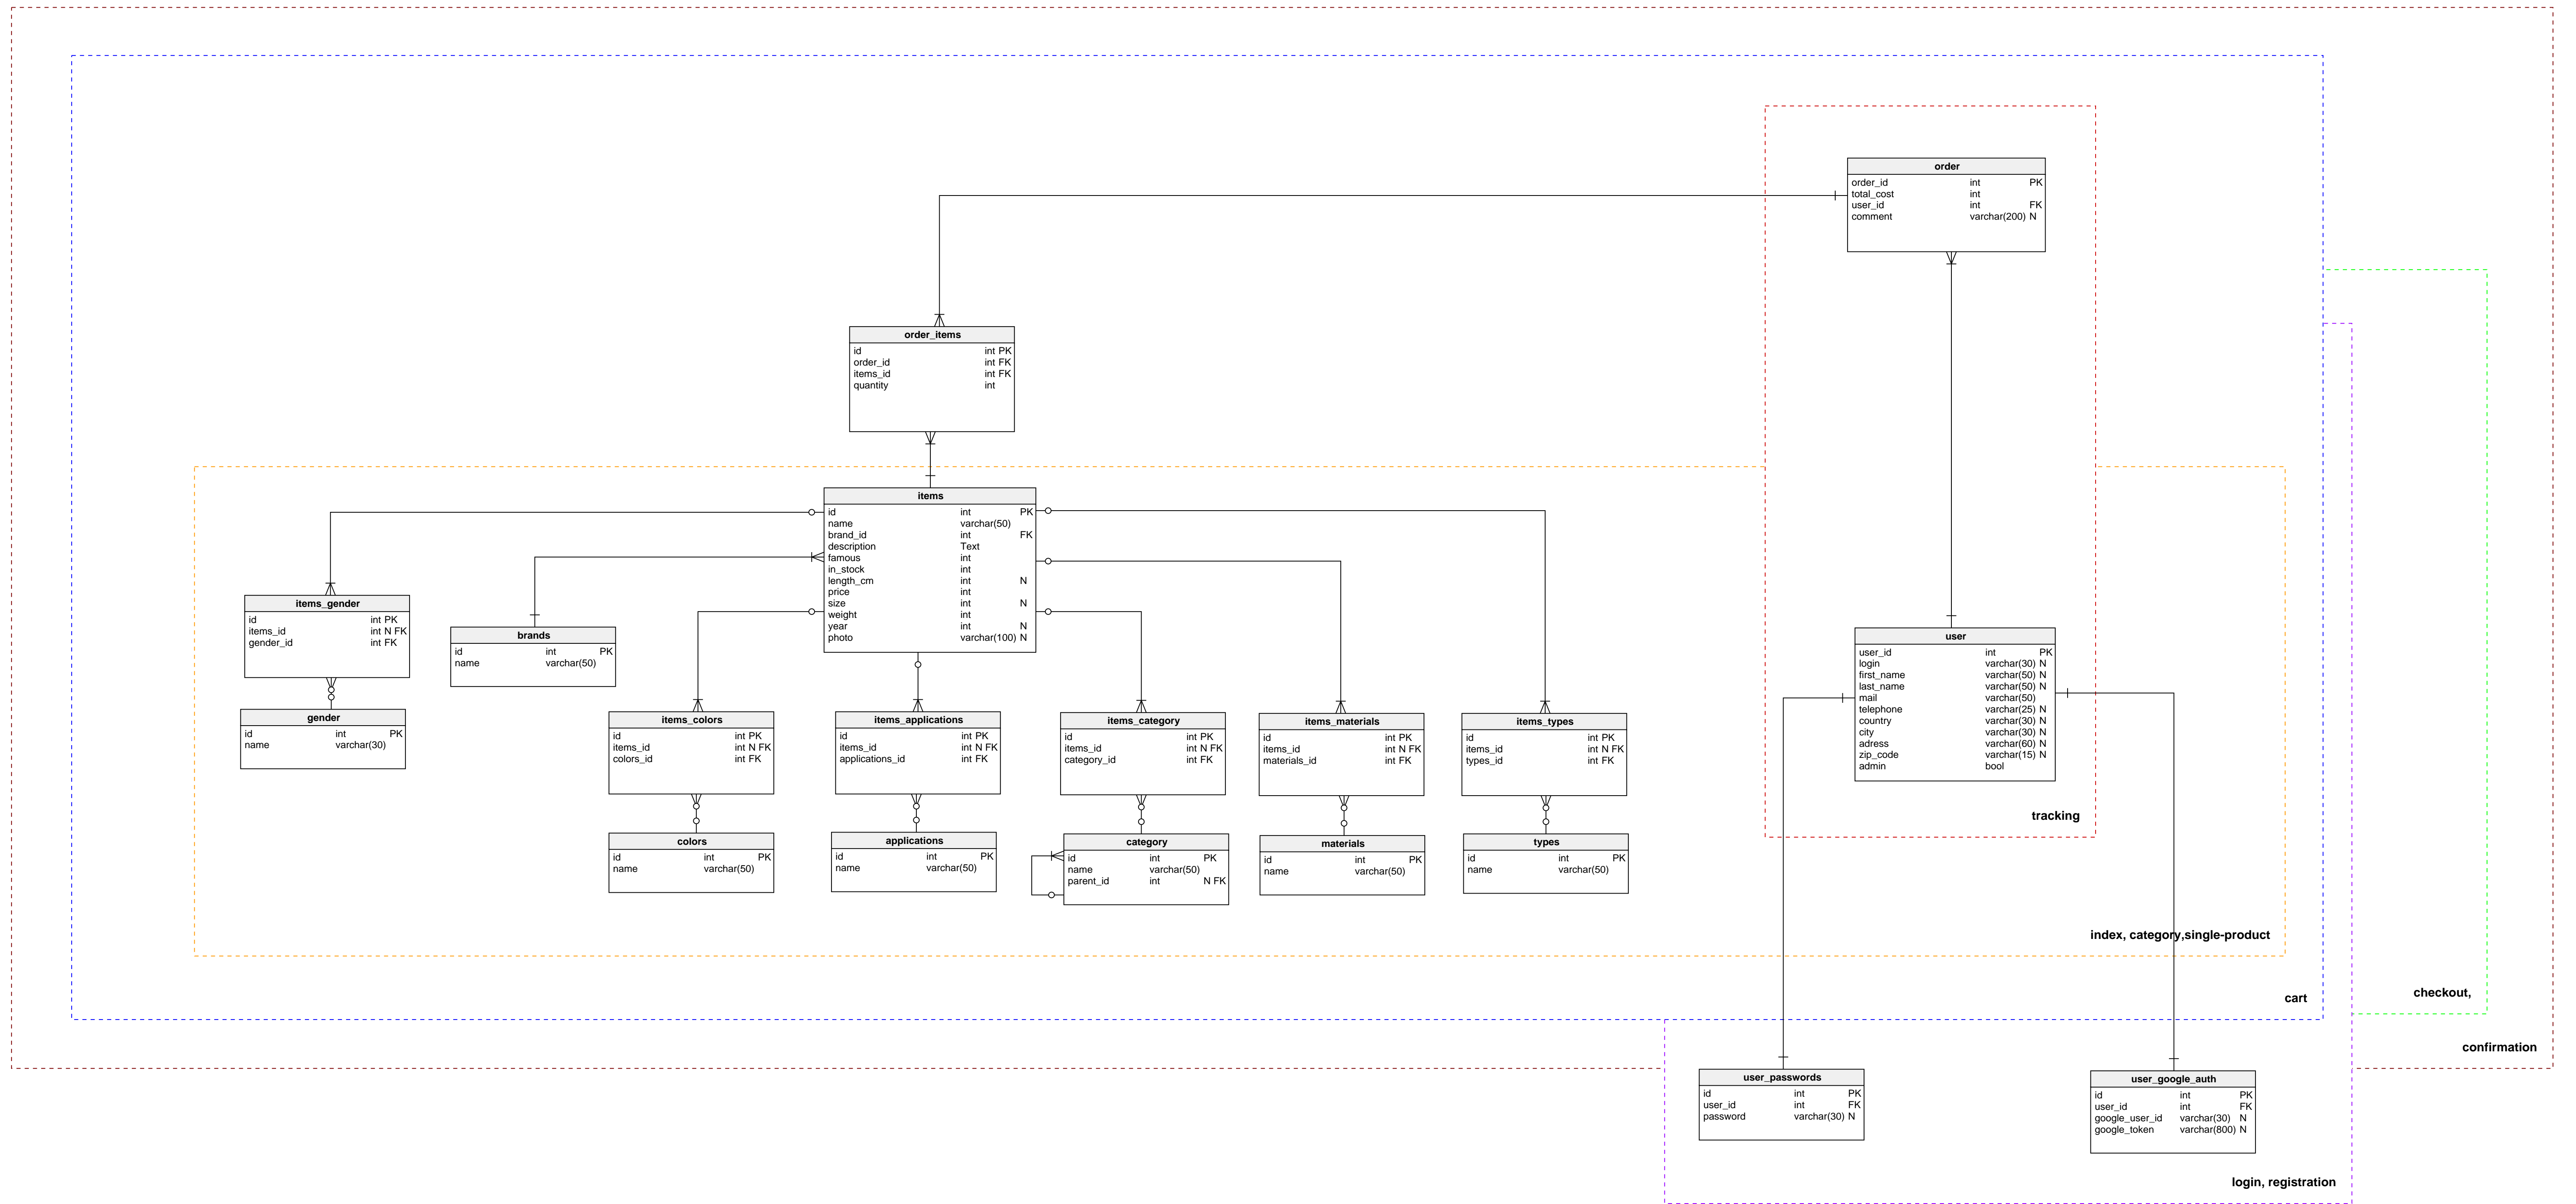 order
order_id int PK
total_cost int
user_id int FK
comment varchar(200) N
order_items
id int PK
order_id int FK
items_id int FK
quantity int
items
id int PK
name varchar(50)
brand_id int FK
description Text
famous int
in_stock int
length_cm int N
price int
size int N
weight int
year int N
photo varchar(100) N
items_gender
id int PK
items_id int N FK
gender_id int FK
brands
id int PK
name varchar(50)
user
user_id int PK
login varchar(30) N
first_name varchar(50) N
last_name varchar(50) N
mail varchar(50)
telephone varchar(25) N
country varchar(30) N
city varchar(30) N
adress varchar(60) N
zip_code varchar(15) N
admin bool
tracking
gender
id int PK
name varchar(30)
items_colors
id int PK
items_id int N FK
colors_id int FK
items_applications
id int PK
items_id int N FK
applications_id int FK
items_category
id int PK
items_id int N FK
category_id int FK
items_materials
id int PK
items_id int N FK
materials_id int FK
items_types
id int PK
items_id int N FK
types_id int FK
colors
id int PK
name varchar(50)
applications
id int PK
name varchar(50)
category
id int PK
name varchar(50)
parent_id int N FK
materials
id int PK
name varchar(50)
types
id int PK
name varchar(50)
index, category,single-product
cart
checkout,
confirmation
user_passwords
id int PK
user_id int FK
password varchar(30) N
user_google_auth
id int PK
user_id int FK
google_user_id varchar(30) N
google_token varchar(800) N
login, registration